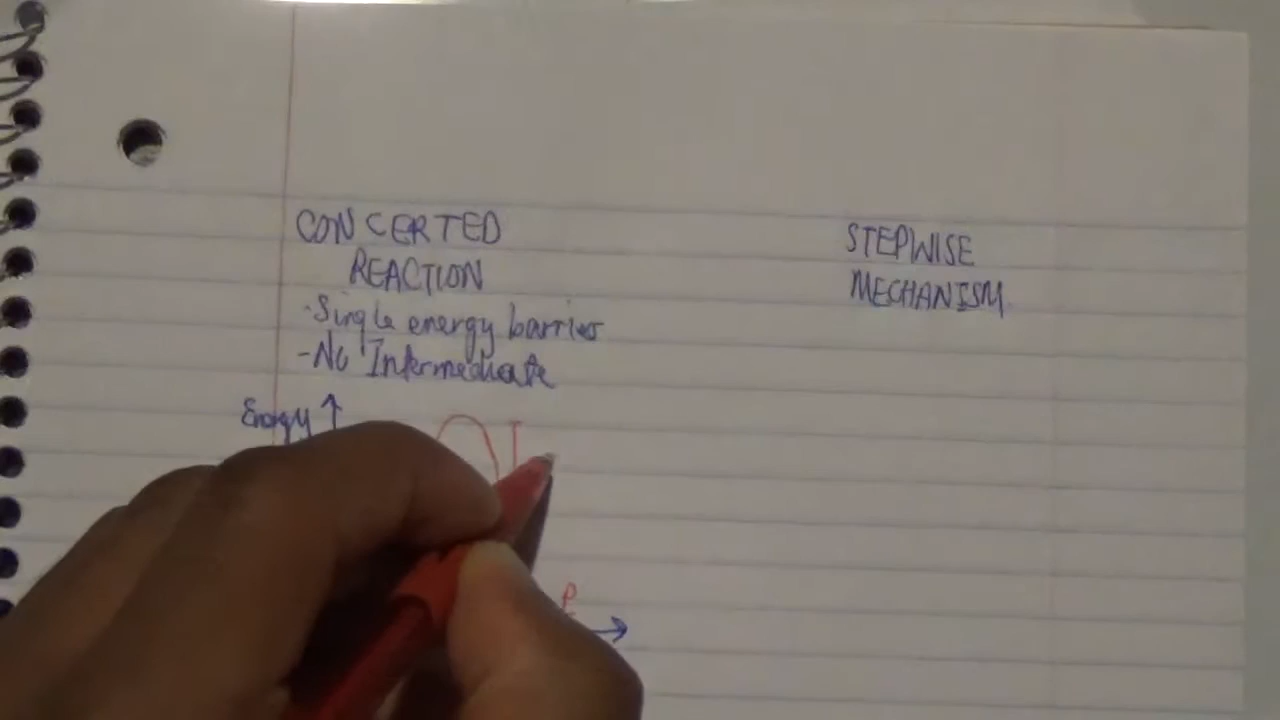 CONCERTED
REACTION
-Single energy barrier
-No Intermediate
Energy
P
STEPWISE
MECHANISM